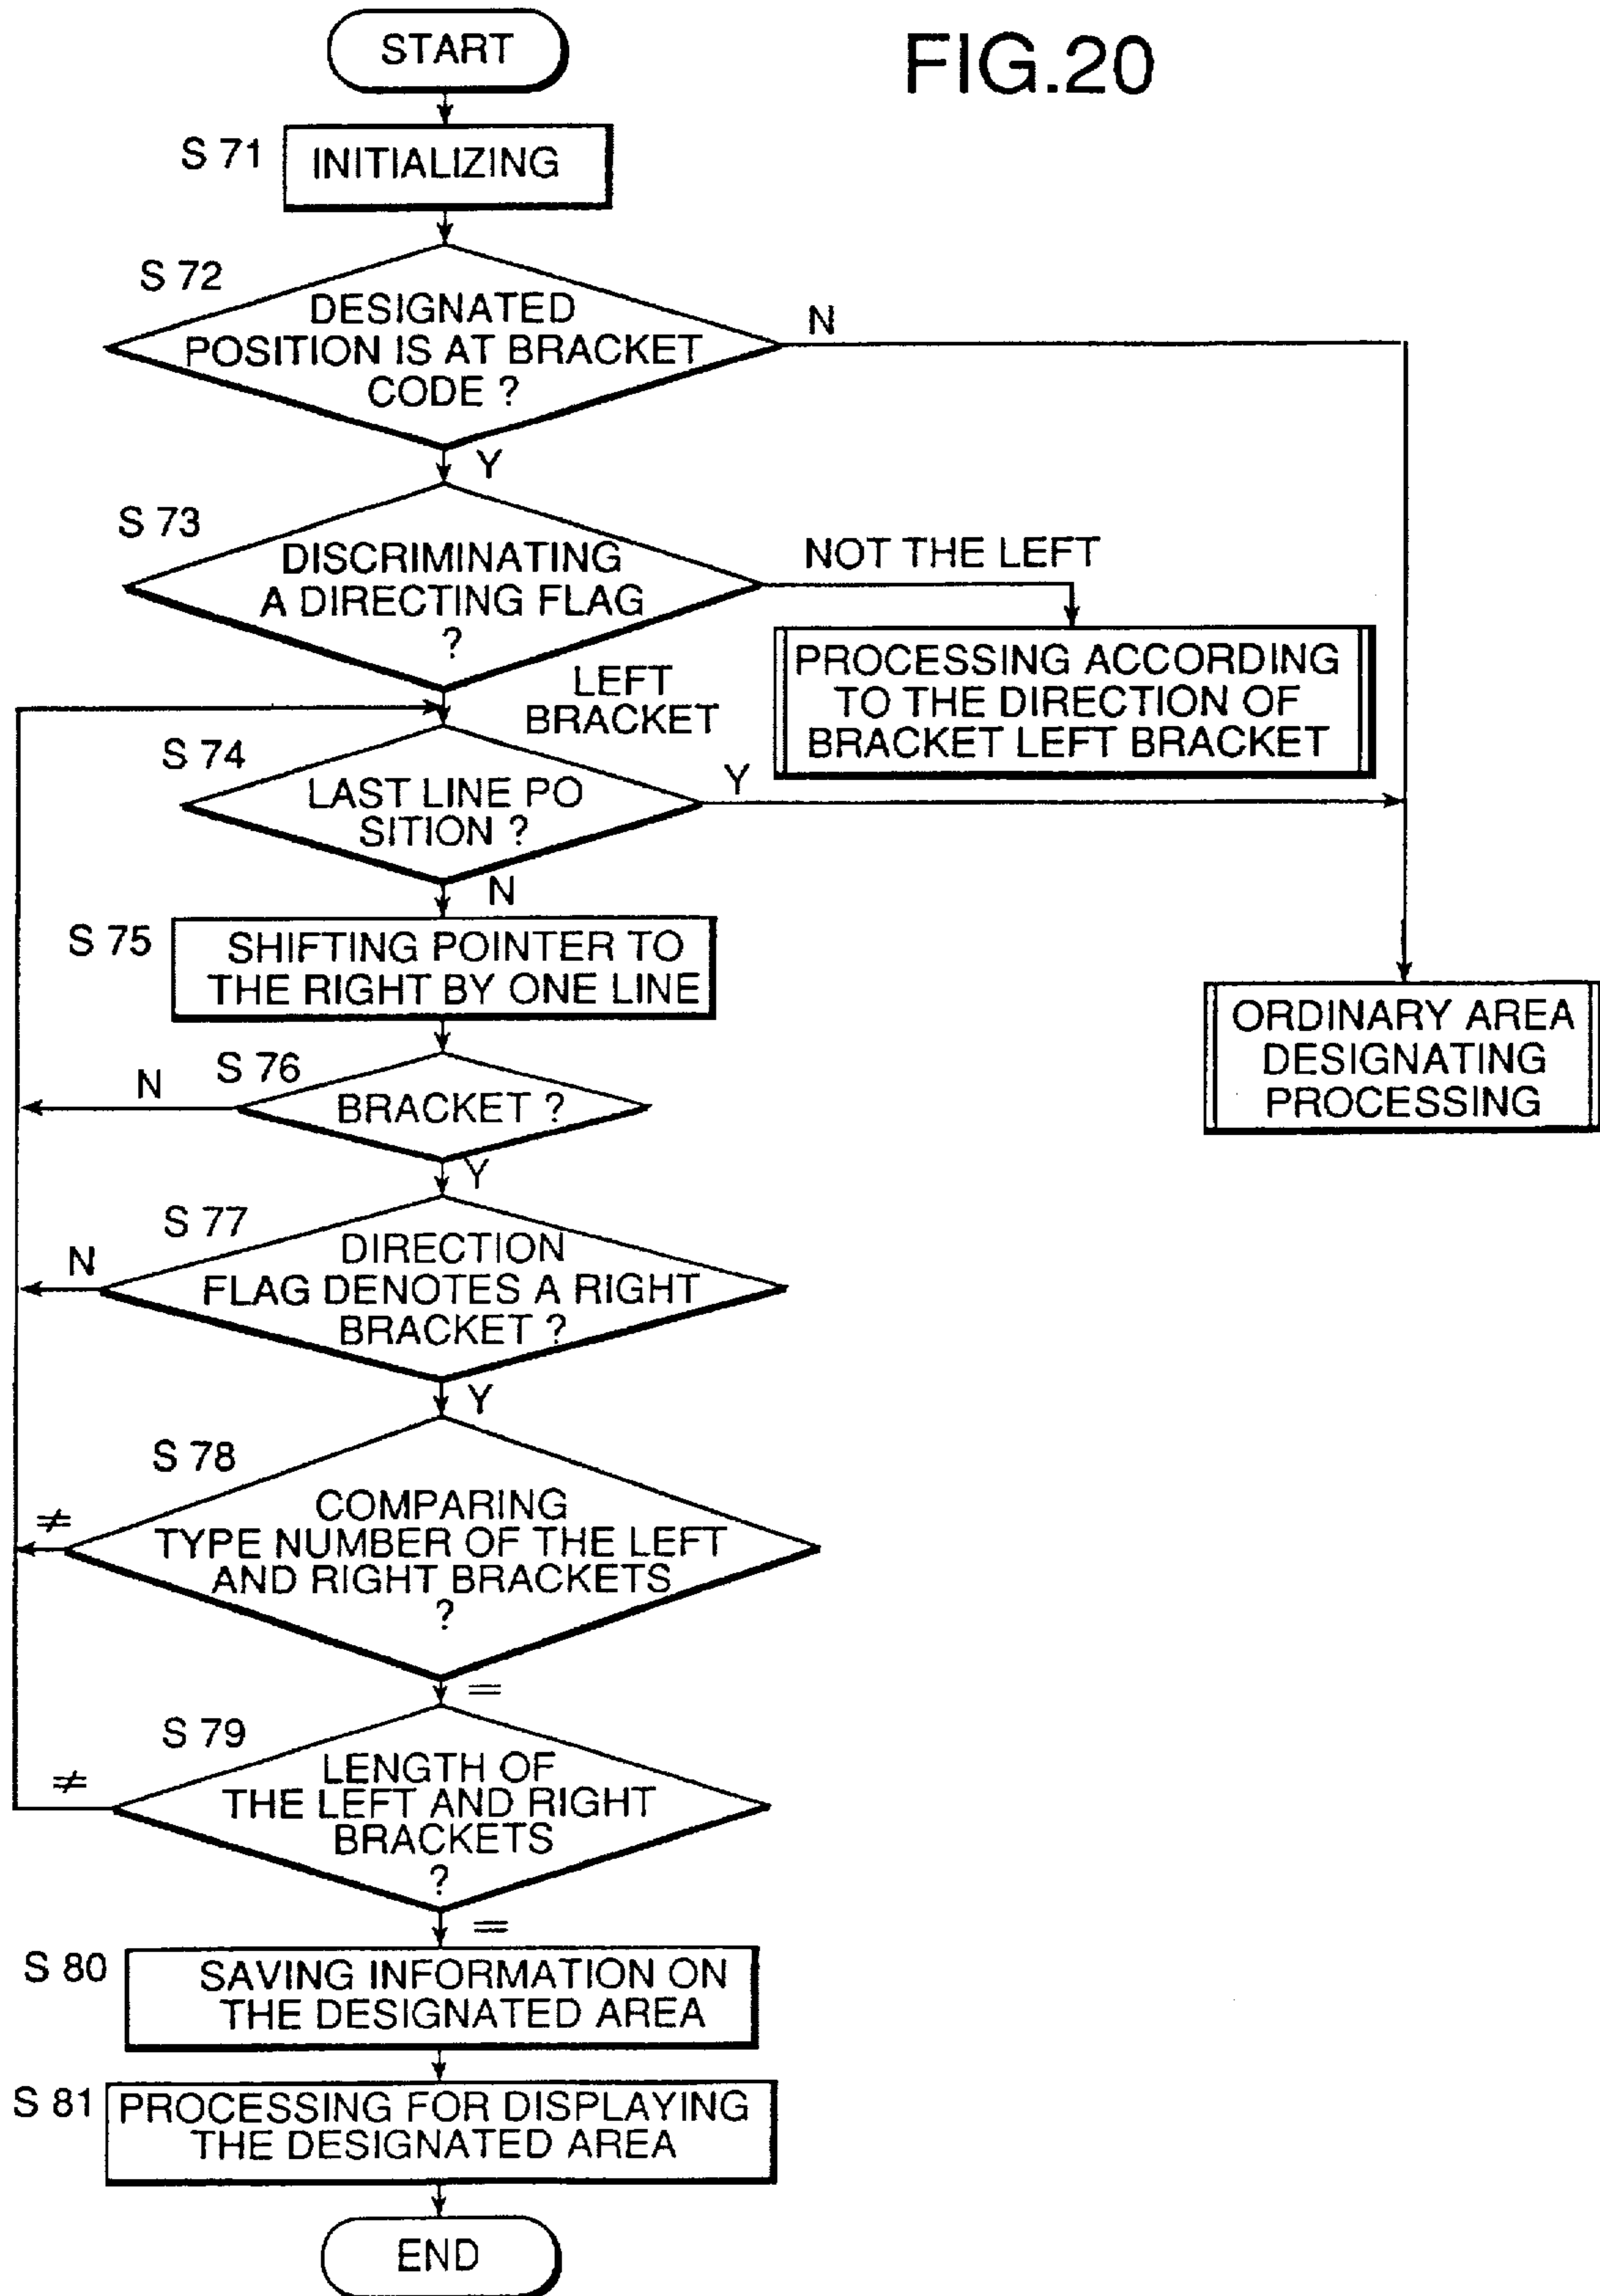 START
FIG.20
S 71
INITIALIZING
S 72
DESIGNATED
POSITION IS AT BRACKET
CODE ?
N
Y
S 73
DISCRIMINATING
A DIRECTING FLAG
?
NOT THE LEFT
PROCESSING ACCORDING
TO THE DIRECTION OF
BRACKET LEFT BRACKET
LEFT
BRACKET
S 74
LAST LINE PO
SITION ?
Y
N
S 75
SHIFTING POINTER TO
THE RIGHT BY ONE LINE
ORDINARY AREA
DESIGNATING
PROCESSING
S 76
N
BRACKET ?
Y
S 77
N
DIRECTION
FLAG DENOTES A RIGHT
BRACKET ?
Y
S 78
≠
COMPARING
TYPE NUMBER OF THE LEFT
AND RIGHT BRACKETS
?
=
S 79
≠
LENGTH OF
THE LEFT AND RIGHT
BRACKETS
?
=
S 80
SAVING INFORMATION ON
THE DESIGNATED AREA
S 81
PROCESSING FOR DISPLAYING
THE DESIGNATED AREA
END